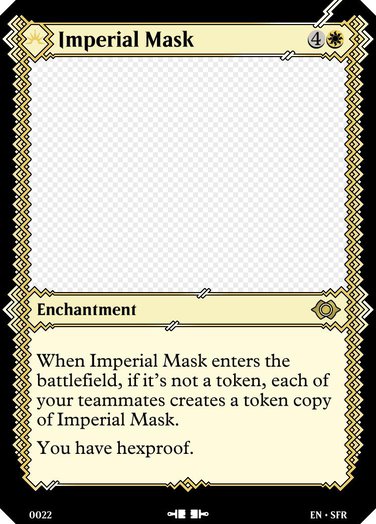 Imperial Mask 4
Enchantment
When Imperial Mask enters the
battlefield, if it's not a token, each of
your teammates creates a token copy
of Imperial Mask.
You have hexproof.
0022 EN • SFR